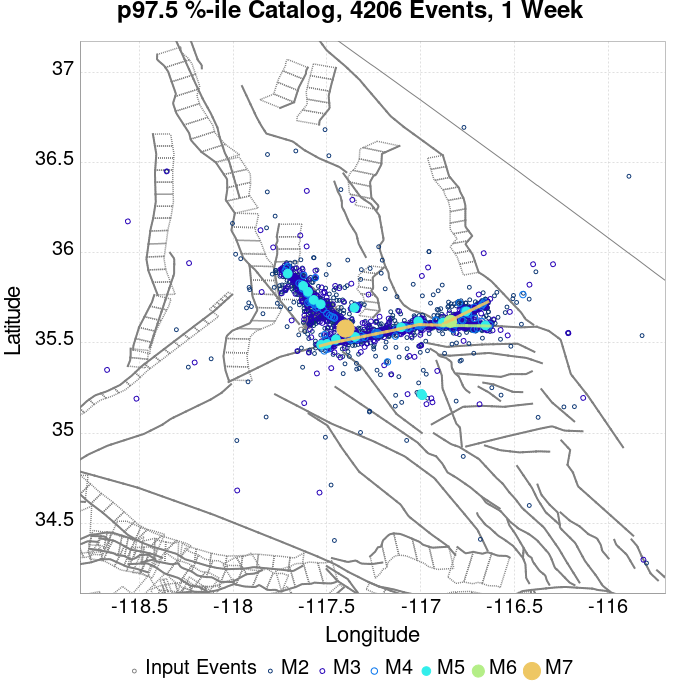 p97.5 %-ile Catalog, 4206 Events, 1 Week
37
36.5
36
35.5
35
34.5
Latitude
-118.5 -118 -117.5 -117 -116.5 -116
Longitude
Input Events M2 M3 M4 M5 M6 M7